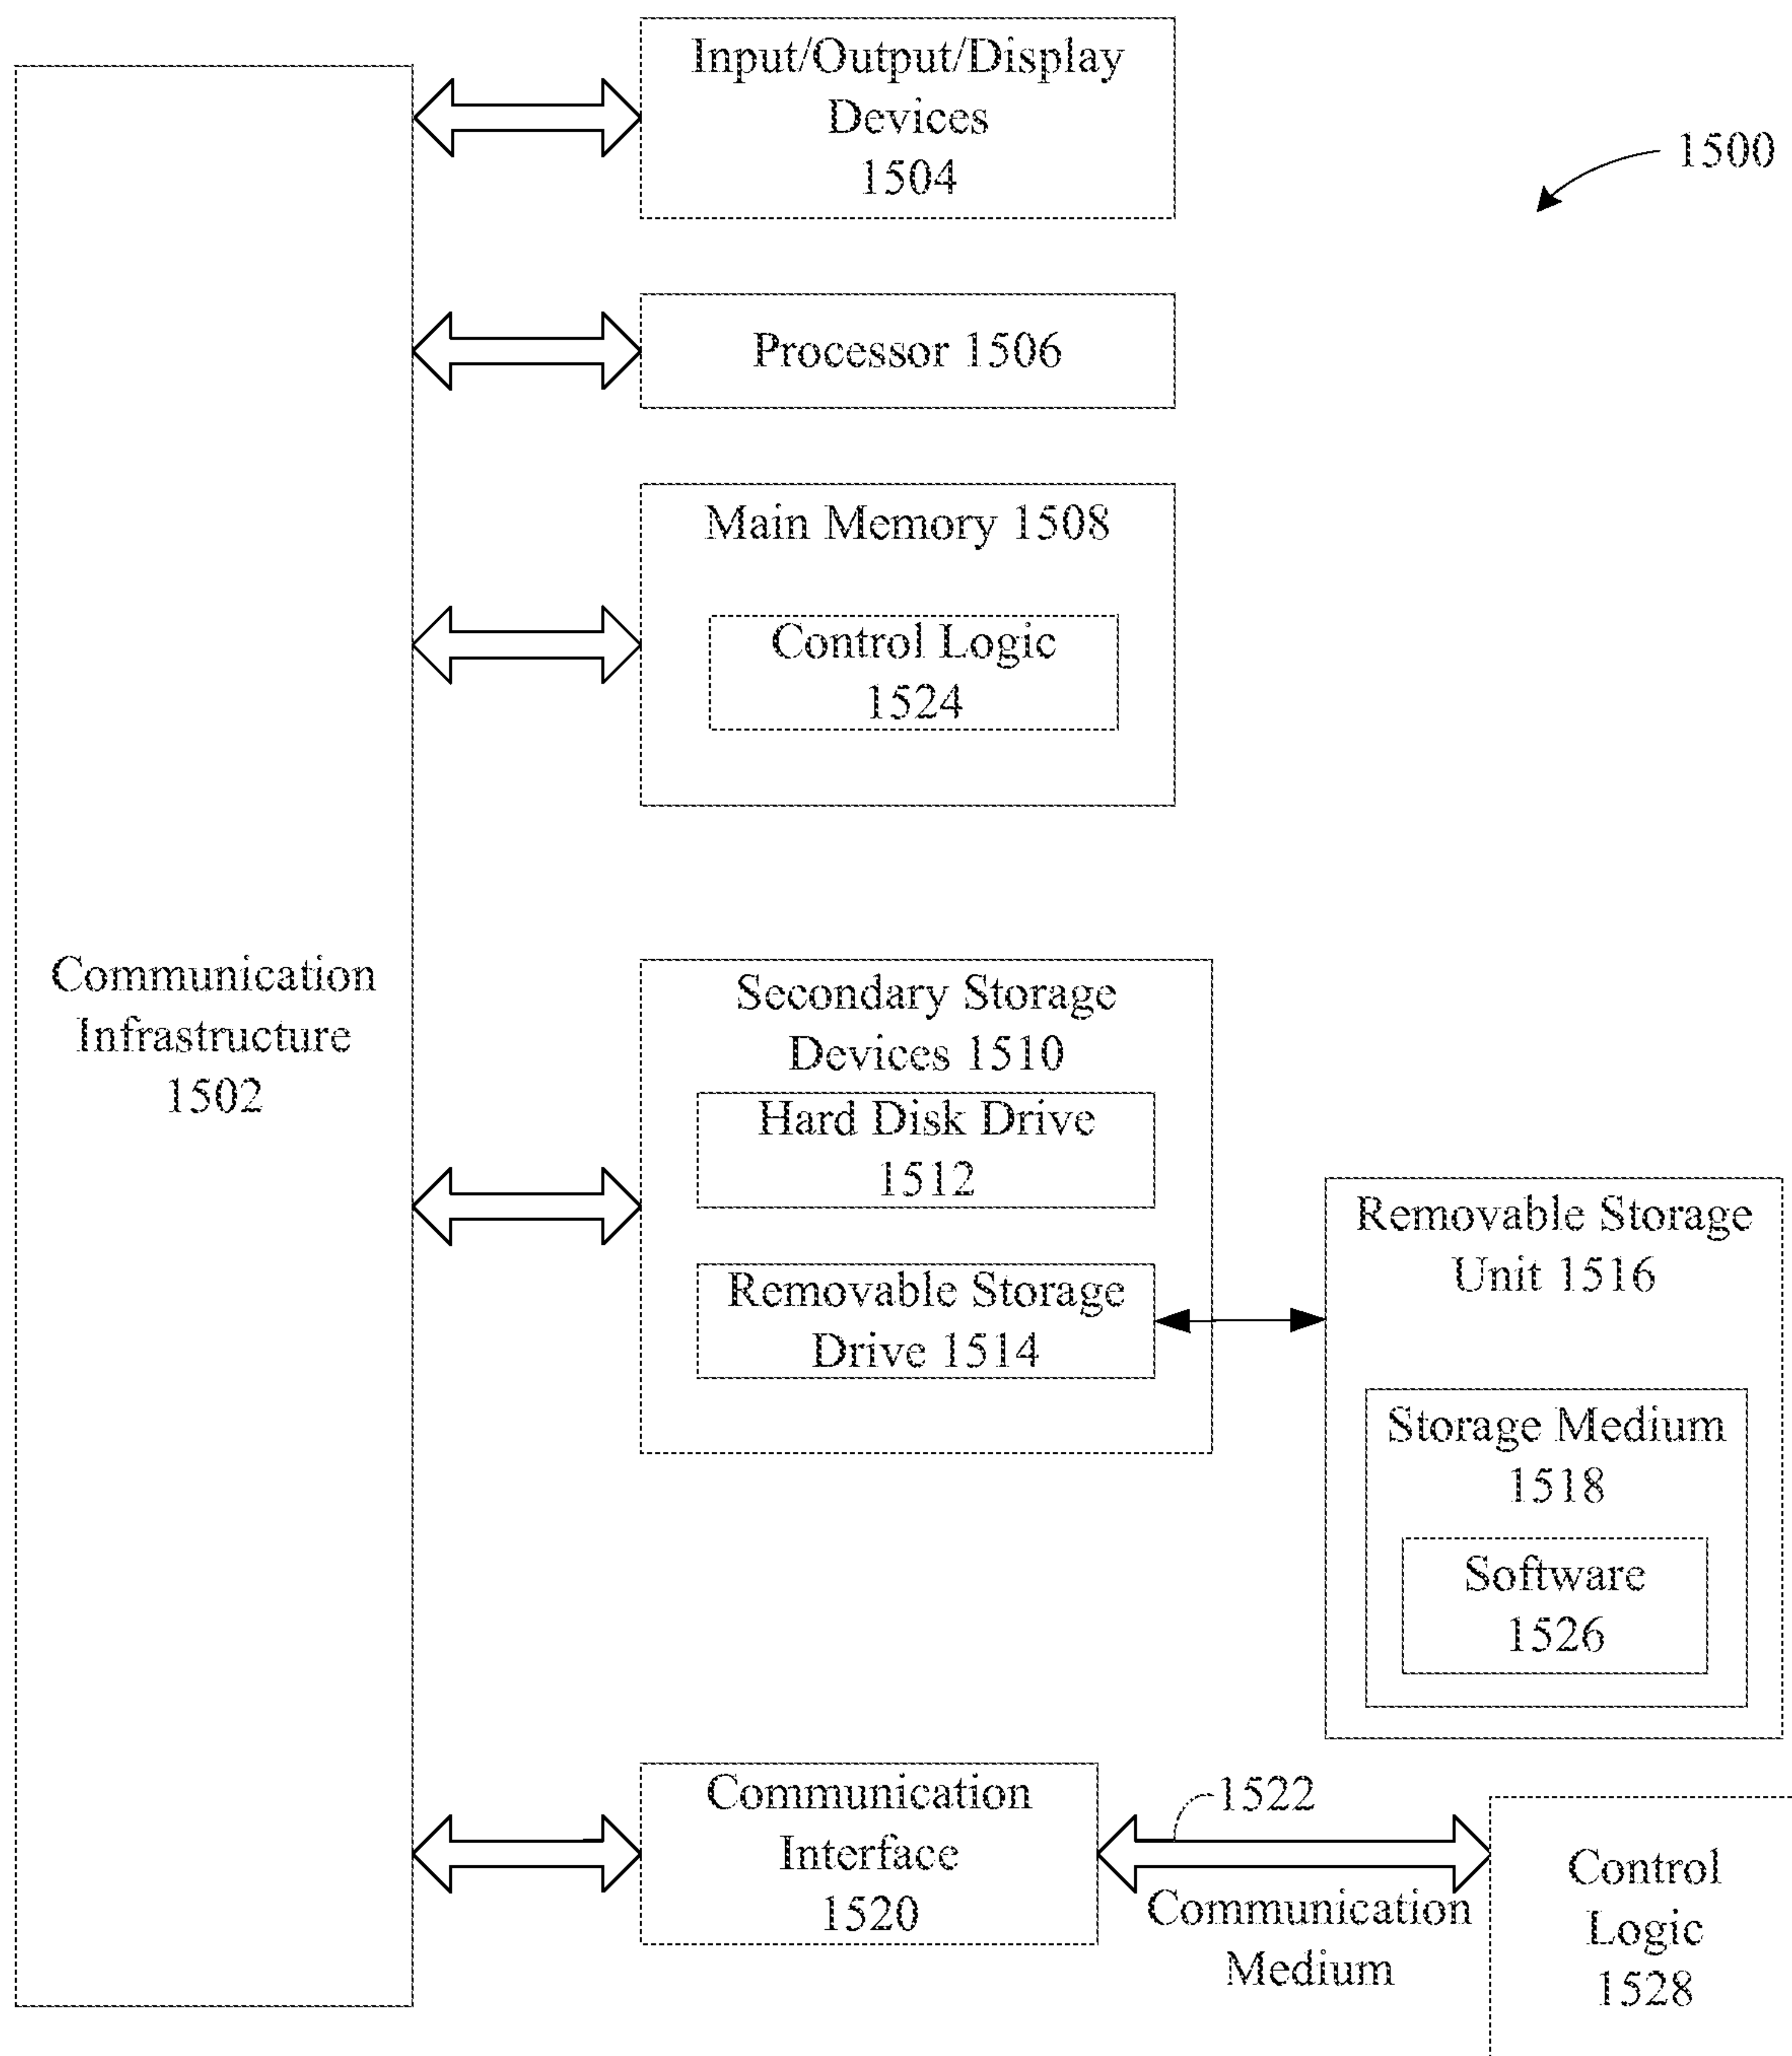 Input/Output/Display
Devices
1504
1500
Processor 1506
Main Memory 1508
Control Logic
1524
Communication
Infrastructure
1502
Secondary Storage
Devices 1510
Hard Disk Drive
1512
Removable Storage
Drive 1514
Removable Storage
Unit 1516
Storage Medium
1518
Software
1526
Communication
Interface
1520
1522
Communication
Medium
Control
Logic
1528